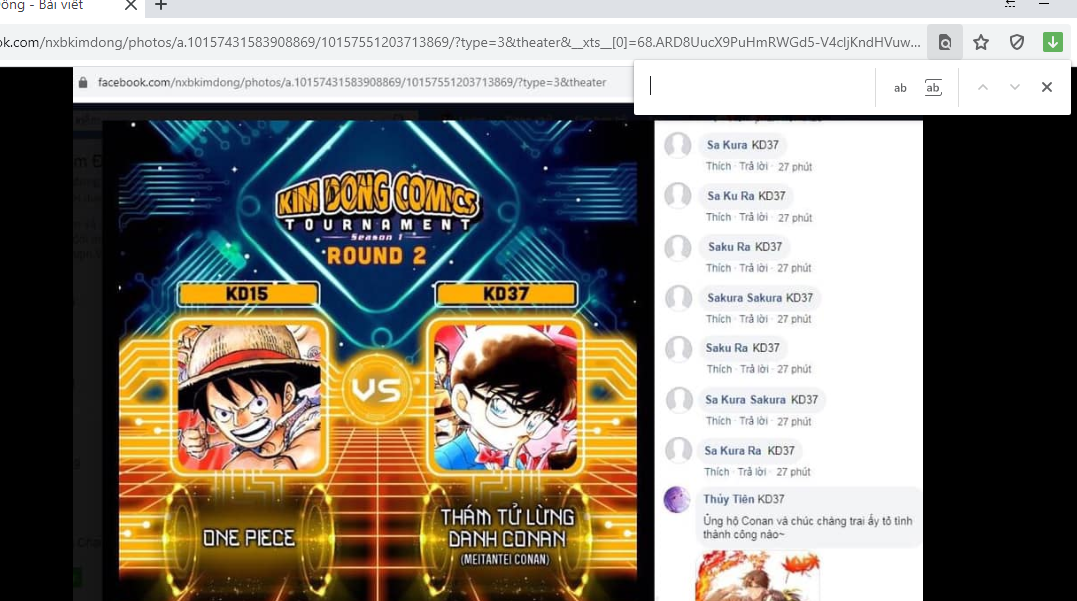 ồng - Bài viết
ok.com/nxbkimdong/photos/a.10157431583908869/10157551203713869/?type=3&theater&__xts__[0]=68.ARD8UucX9PuHmRWGd5-V4cljKndHVuw...
facebook.com/nxbkimdong/photos/a.10157431583908869/10157551203713869/?type=3&theater
ab
ab
KIM DONG COMICS
TOURNAMENT
Season 1
ROUND 2
KD15
KD37
VS
ONE PIECE
THÁM TỬ LỪNG
DANH CONAN
(MEITANTEI CONAN)
Sa Kura KD37
Thích · Trả lời · 27 phút
Sa Ku Ra KD37
Thích · Trả lời · 27 phút
Saku Ra KD37
Thích · Trả lời · 27 phút
Sakura Sakura KD37
Thích · Trả lời · 27 phút
Saku Ra KD37
Thích · Trả lời · 27 phút
Sa Kura Sakura KD37
Thích · Trả lời · 27 phút
Sa Kura Ra KD37
Thích · Trả lời · 27 phút
Thủy Tiên KD37
Ủng hộ Conan và chúc chàng trai ấy tỏ tình
thành công nào~